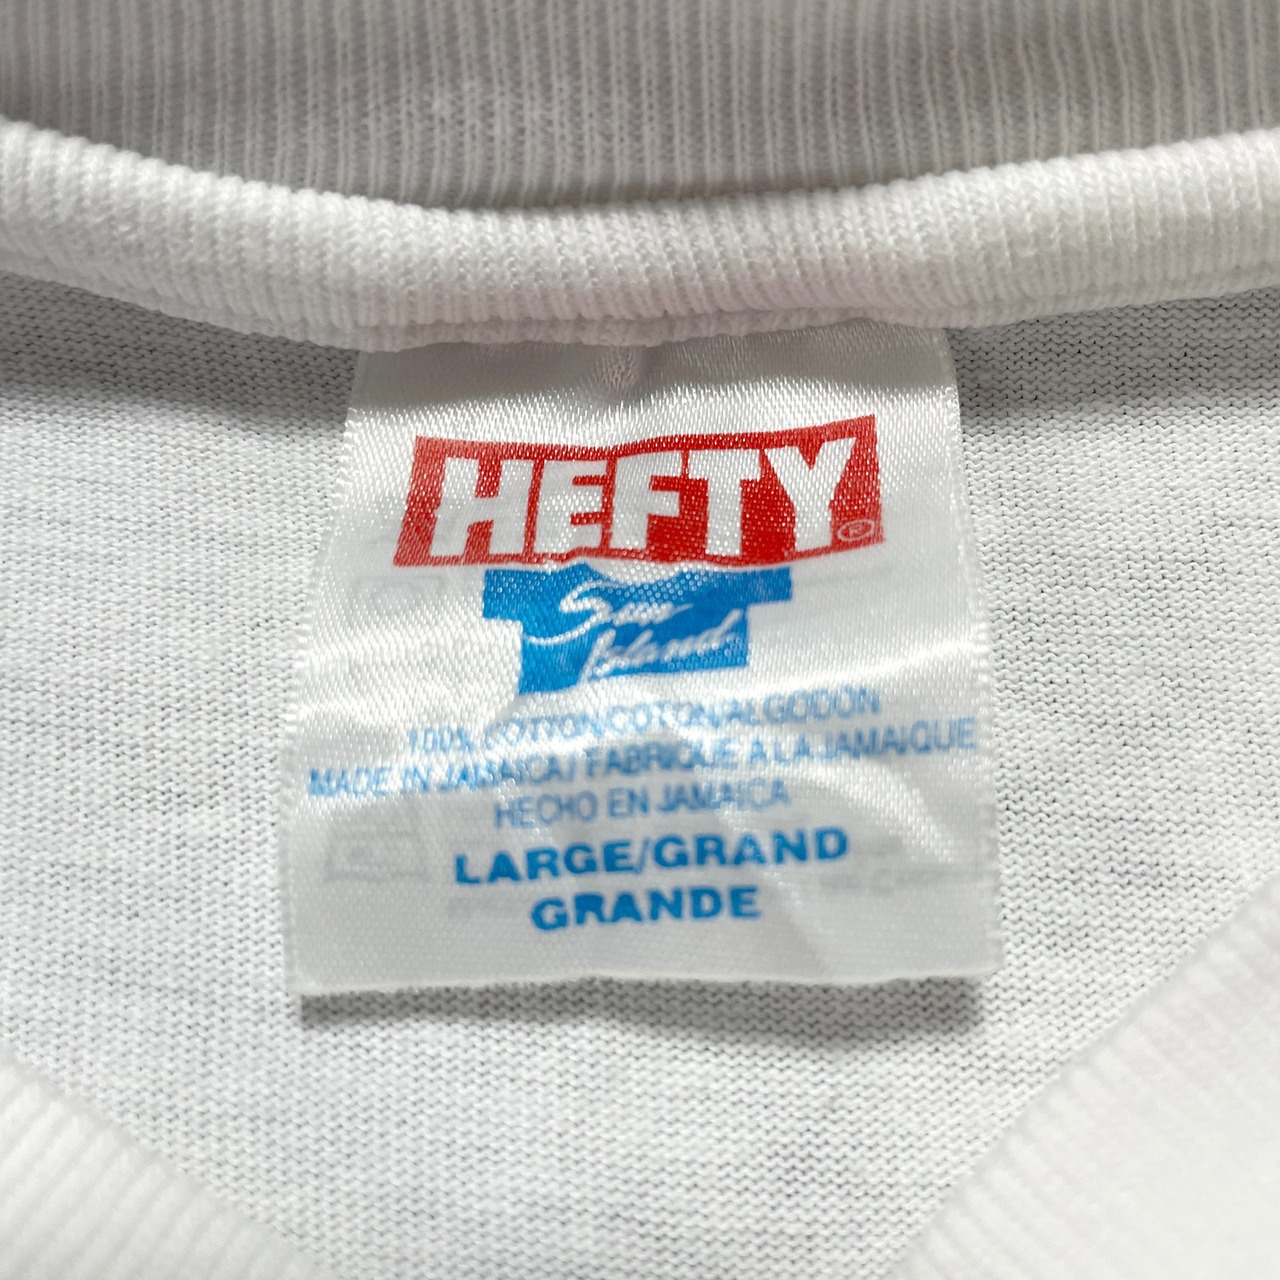 HEFTY®
Sun
Island
100% COTTON/COTON/ALGODON
MADE IN JAMAICA / FABRIQUE A LA JAMAIQUE
HECHO EN JAMAICA
LARGE/GRAND
GRANDE